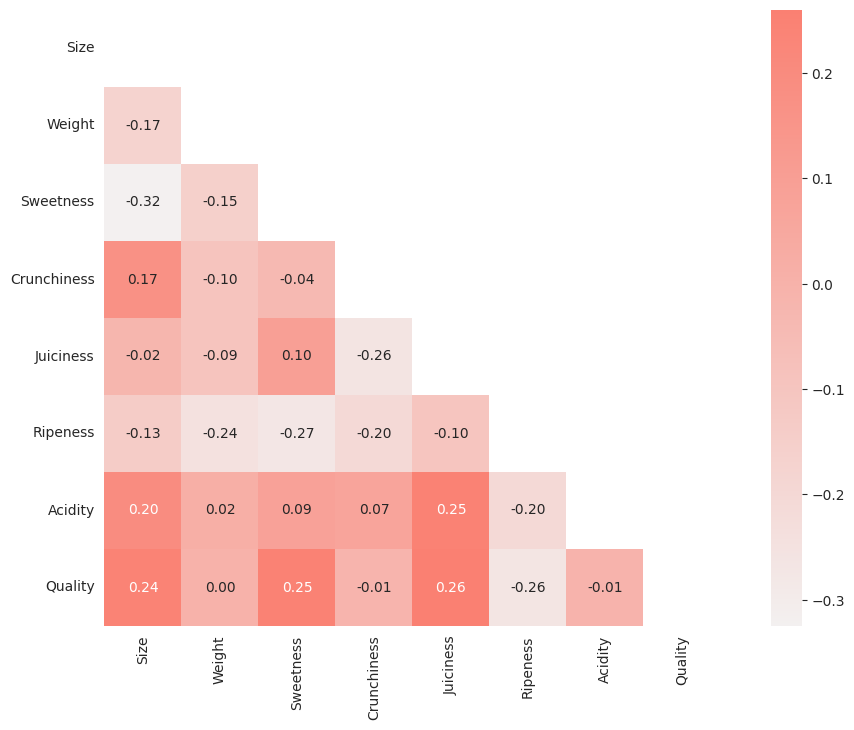 Size
Weight -0.17
Sweetness -0.32 -0.15
Crunchiness 0.17 -0.10 -0.04
Juiciness -0.02 -0.09 0.10 -0.26
Ripeness -0.13 -0.24 -0.27 -0.20 -0.10
Acidity 0.20 0.02 0.09 0.07 0.25 -0.20
Quality 0.24 0.00 0.25 -0.01 0.26 -0.26 -0.01
Size Weight Sweetness Crunchiness Juiciness Ripeness Acidity Quality
0.2
0.1
0.0
−0.1
−0.2
−0.3